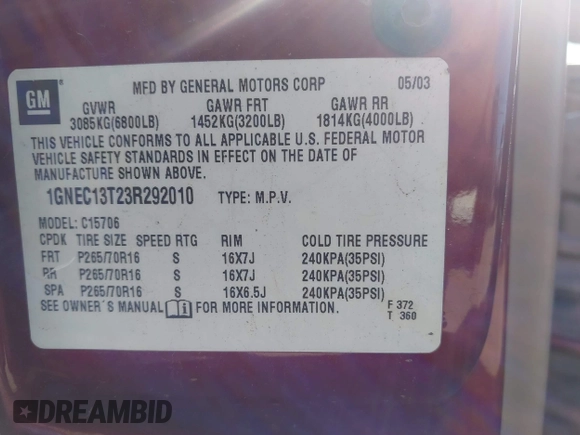 GM
MFD BY GENERAL MOTORS CORP 05/03
GVWR GAWR FRT GAWR RR
3085KG(6800LB) 1452KG(3200LB) 1814KG(4000LB)
THIS VEHICLE CONFORMS TO ALL APPLICABLE U.S. FEDERAL MOTOR
VEHICLE SAFETY STANDARDS IN EFFECT ON THE DATE OF
MANUFACTURE SHOWN ABOVE.
1GNEC13T23R292010 TYPE: M.P.V.
MODEL: C15706
CPDK TIRE SIZE SPEED RTG RIM COLD TIRE PRESSURE
FRT P265/70R16 S 16X7J 240KPA(35PSI)
RR P265/70R16 S 16X7J 240KPA(35PSI)
SPA P265/70R16 S 16X6.5J 240KPA(35PSI)
SEE OWNER'S MANUAL FOR MORE INFORMATION.
F 372
T 360
DREAMBID